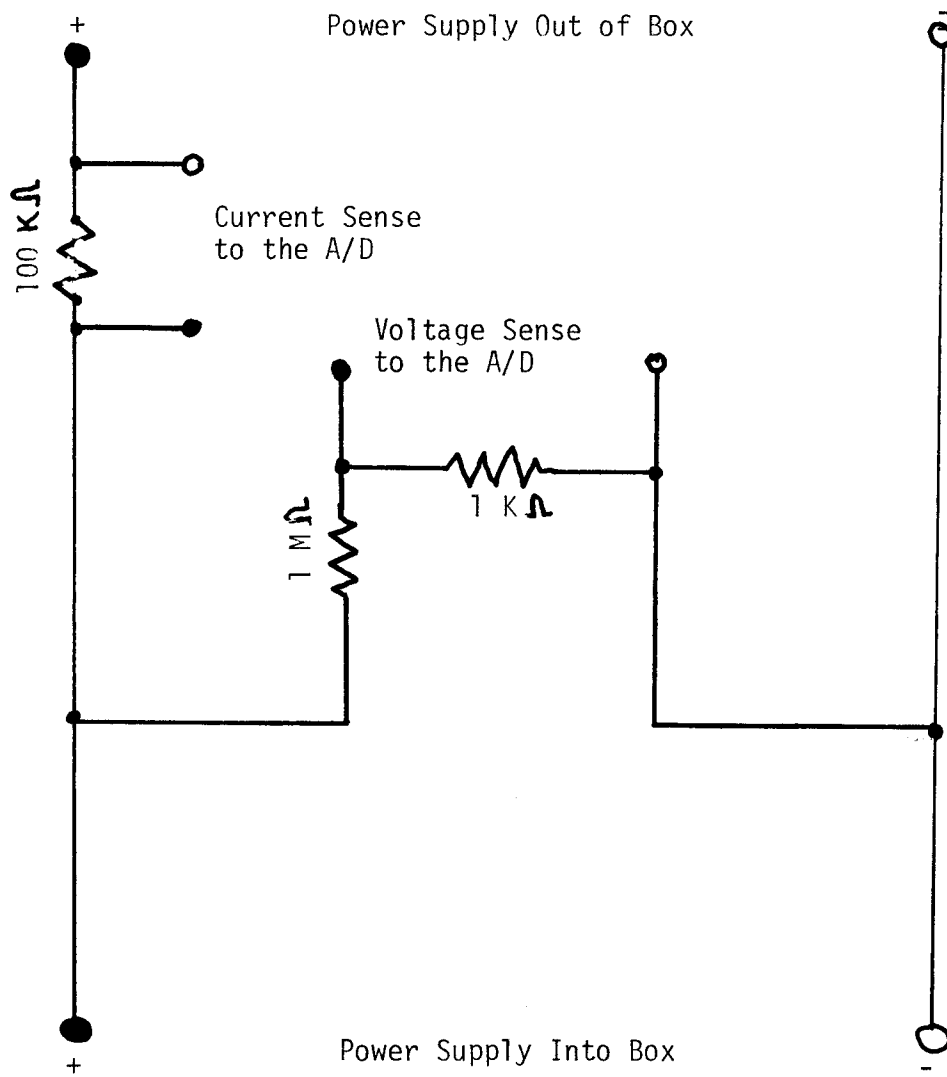 +
Power Supply Out of Box
-
100 KΩ
Current Sense
to the A/D
Voltage Sense
to the A/D
1 KΩ
1 MΩ
Power Supply Into Box
+
-